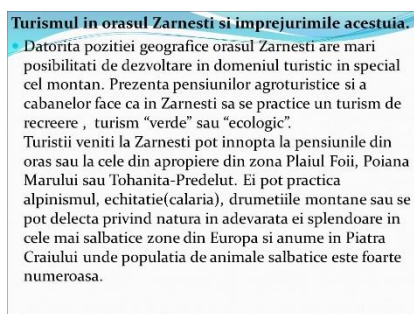 Turismul in orasul Zarnesti si imprejurimile acestuia.
• Datorita pozitiei geografice orasul Zarnesti are mari
posibilitati de dezvoltare in domeniul turistic in special
cel montan. Prezenta pensiunilor agroturistice si a
cabanelor face ca in Zarnesti sa se practice un turism de
recreere , turism “verde” sau “ecologic”.
Turistii veniti la Zarnesti pot innopta la pensiunile din
oras sau la cele din apropiere din zona Plaiul Foii, Poiana
Marului sau Tohanita-Predelut. Ei pot practica
alpinismul, echitatie(calaria), drumetiile montane sau se
pot delecta privind natura in adevarata ei splendoare in
cele mai salbatice zone din Europa si anume in Piatra
Craiului unde populatia de animale salbatice este foarte
numeroasa.